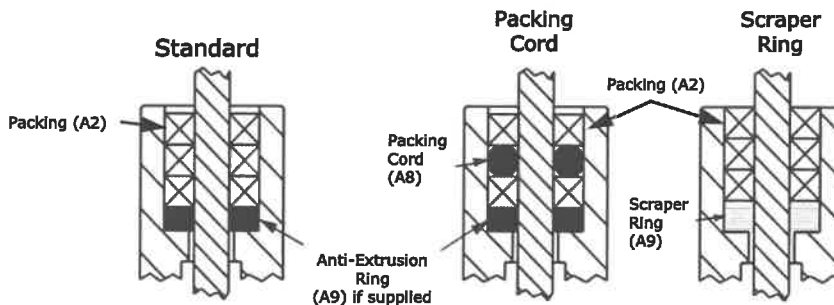 Standard
Packing (A2)
Packing
Cord
Packing
Cord
(A8)
Anti-Extrusion
Ring
(A9) if supplied
Scraper
Ring
Packing (A2)
Scraper
Ring
(A9)